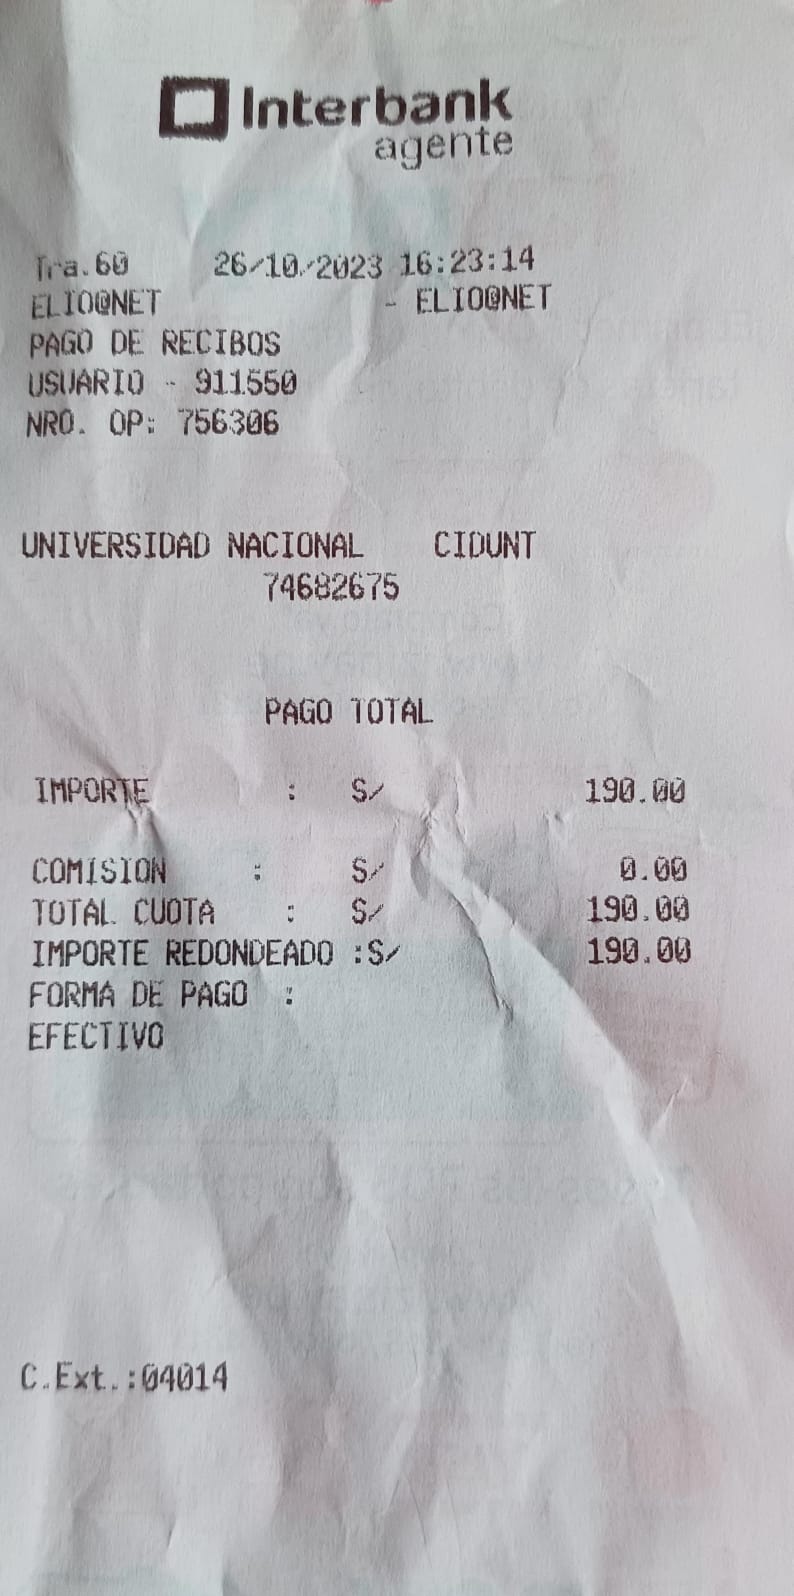 Interbank
agente
Tra.60 26/10/2023 16:23:14
ELIO@NET - ELIO@NET
PAGO DE RECIBOS
USUARIO - 911550
NRO. OP: 756306
UNIVERSIDAD NACIONAL CIDUNT
74682675
PAGO TOTAL
IMPORTE : S/ 190.00
COMISION : S/ 0.00
TOTAL CUOTA : S/ 190.00
IMPORTE REDONDEADO :S/ 190.00
FORMA DE PAGO :
EFECTIVO
C.Ext.:04014